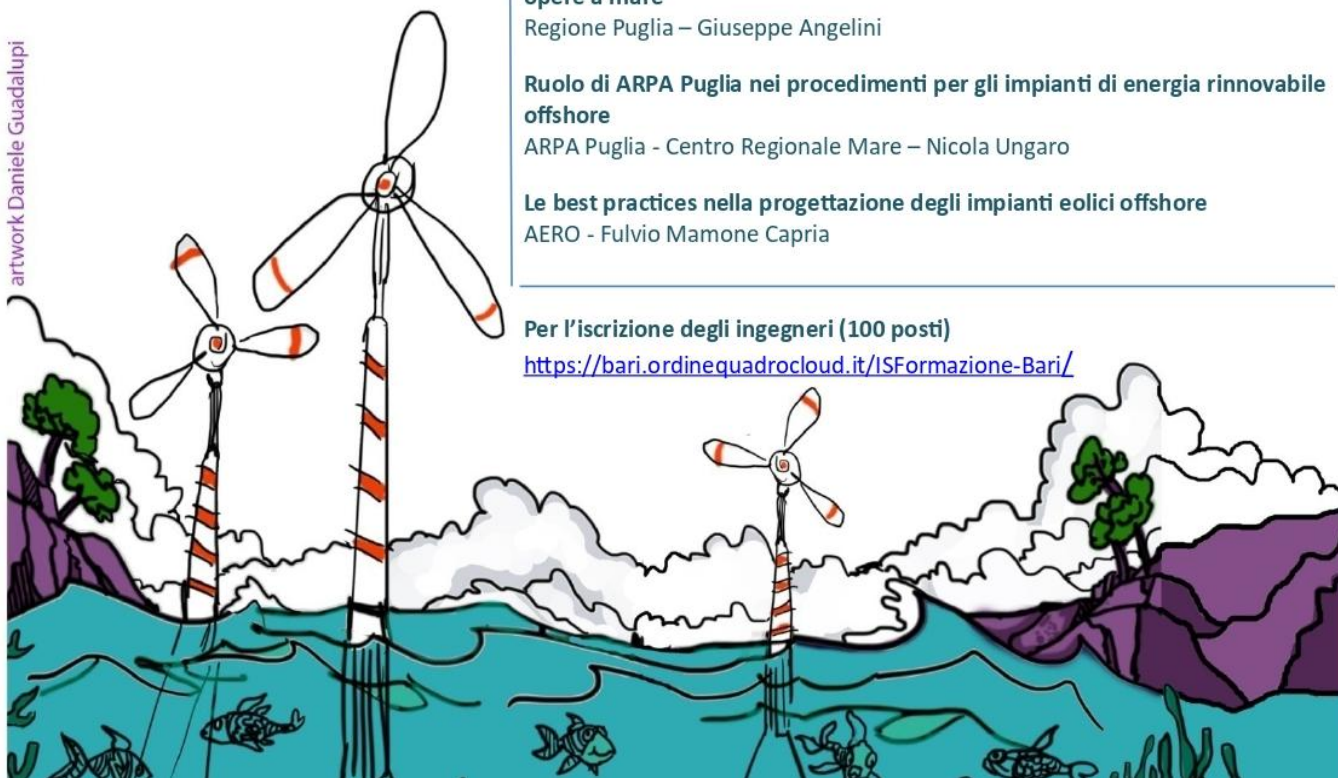 opere a mare
Regione Puglia – Giuseppe Angelini
Ruolo di ARPA Puglia nei procedimenti per gli impianti di energia rinnovabile
offshore
ARPA Puglia - Centro Regionale Mare – Nicola Ungaro
Le best practices nella progettazione degli impianti eolici offshore
AERO - Fulvio Mamone Capria
Per l’iscrizione degli ingegneri (100 posti)
https://bari.ordinequadrocloud.it/ISFormazione-Bari/
artwork Daniele Guadalupi